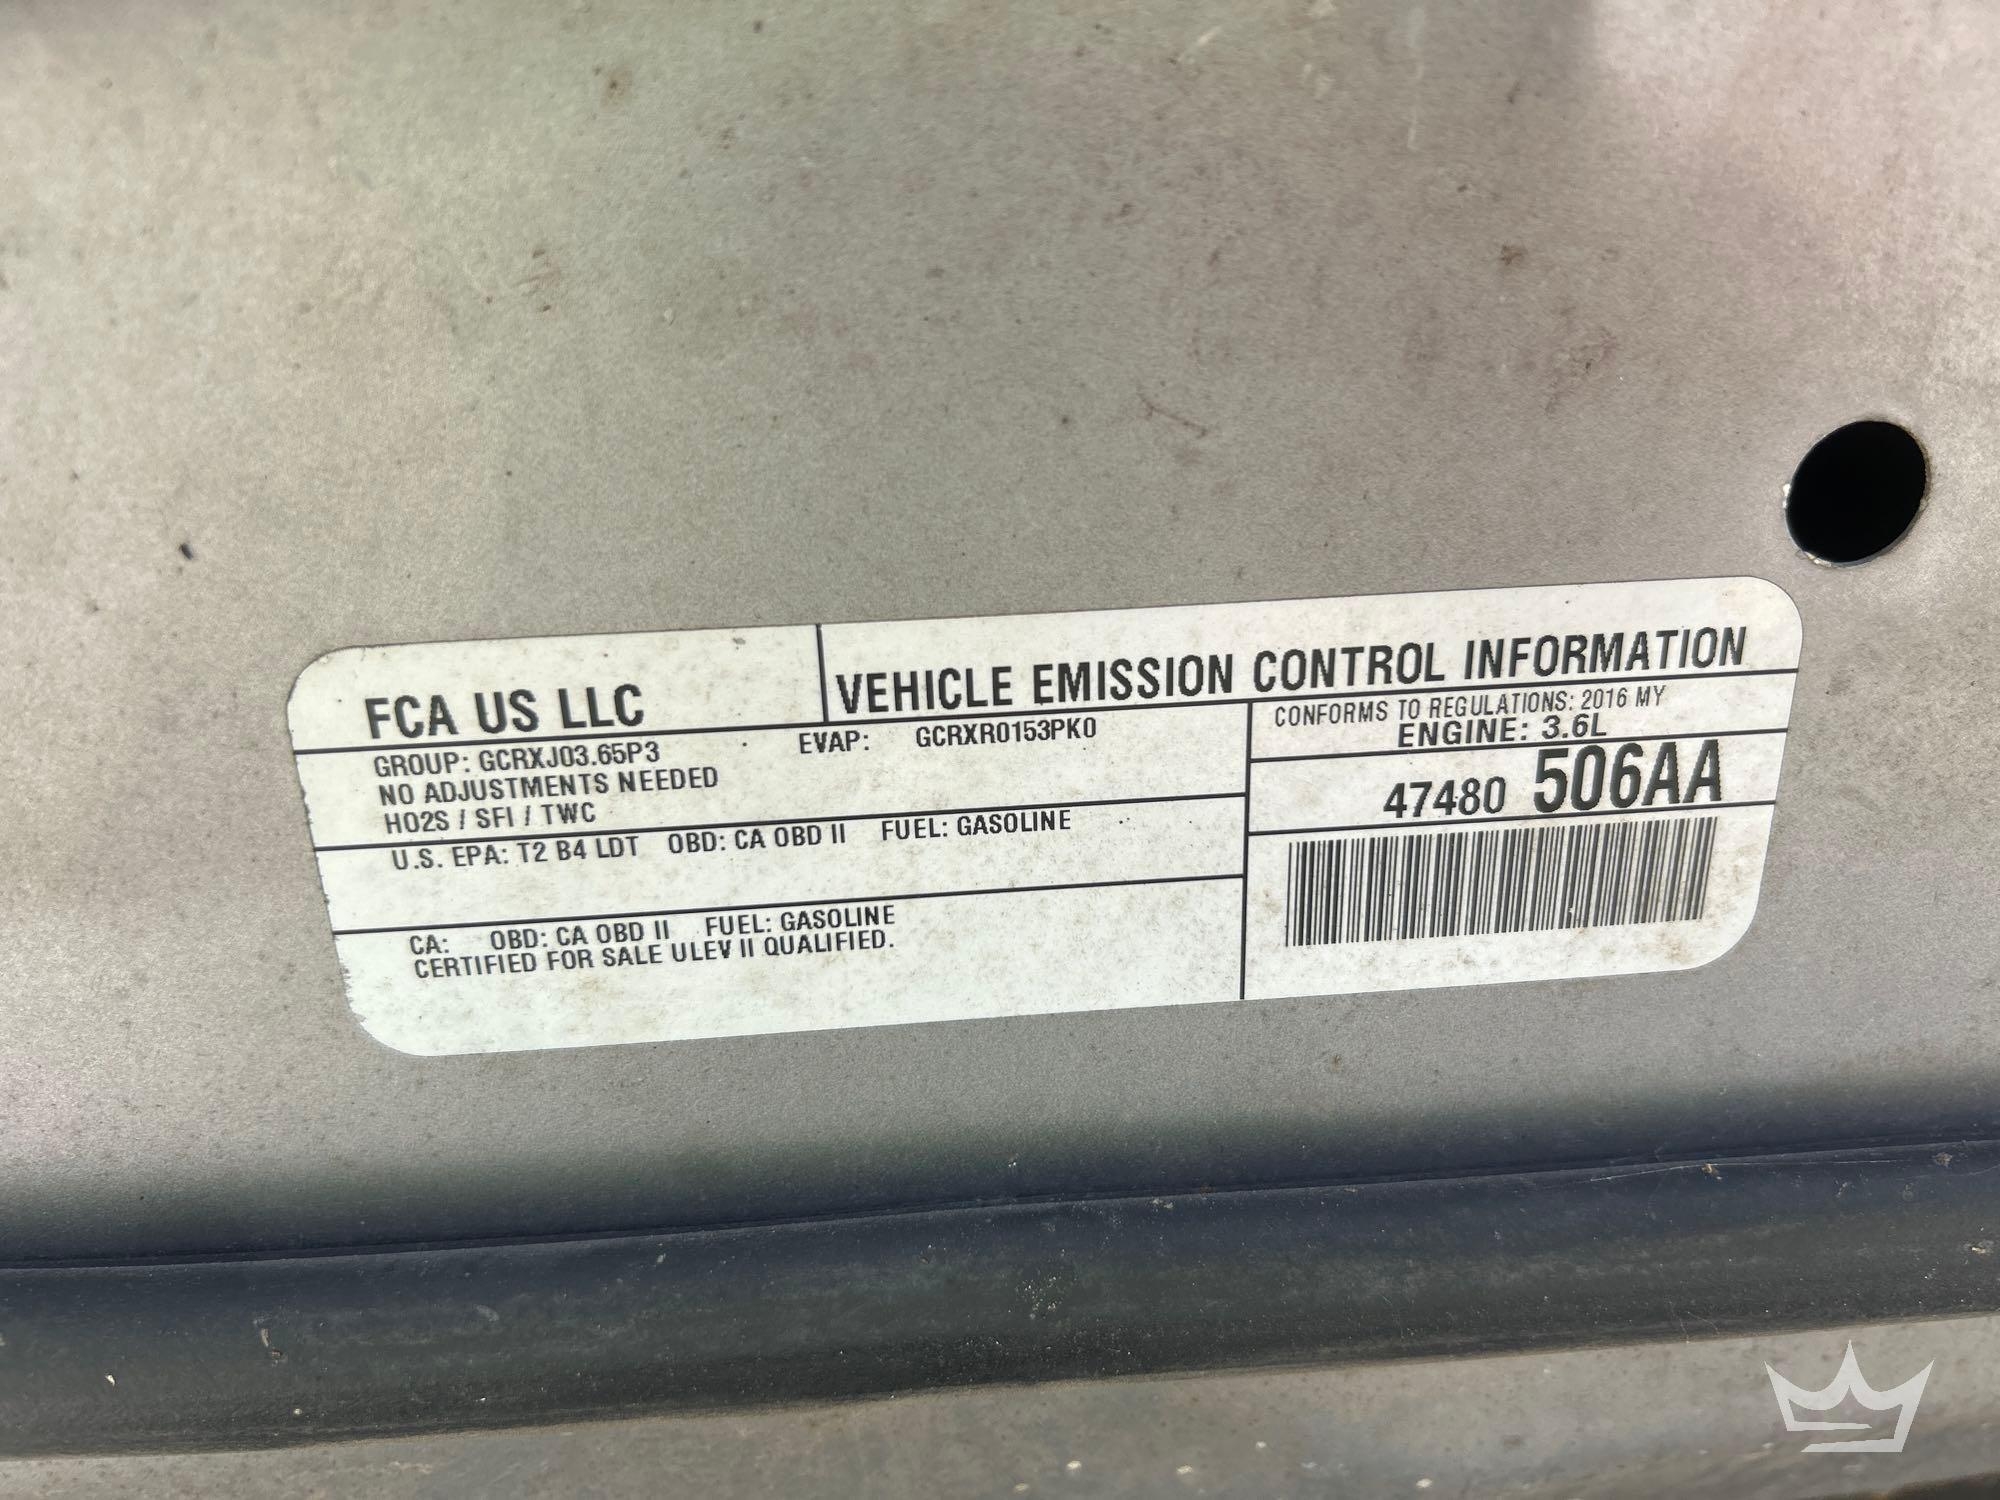 FCA US LLC
VEHICLE EMISSION CONTROL INFORMATION
GROUP: GCRXJ03.65P3 EVAP: GCRXR0153PK0
NO ADJUSTMENTS NEEDED
HO2S / SFI / TWC
CONFORMS TO REGULATIONS: 2016 MY
ENGINE: 3.6L
47480 506AA
U.S. EPA: T2 B4 LDT OBD: CA OBD II FUEL: GASOLINE
CA: OBD: CA OBD II FUEL: GASOLINE
CERTIFIED FOR SALE ULEV II QUALIFIED.